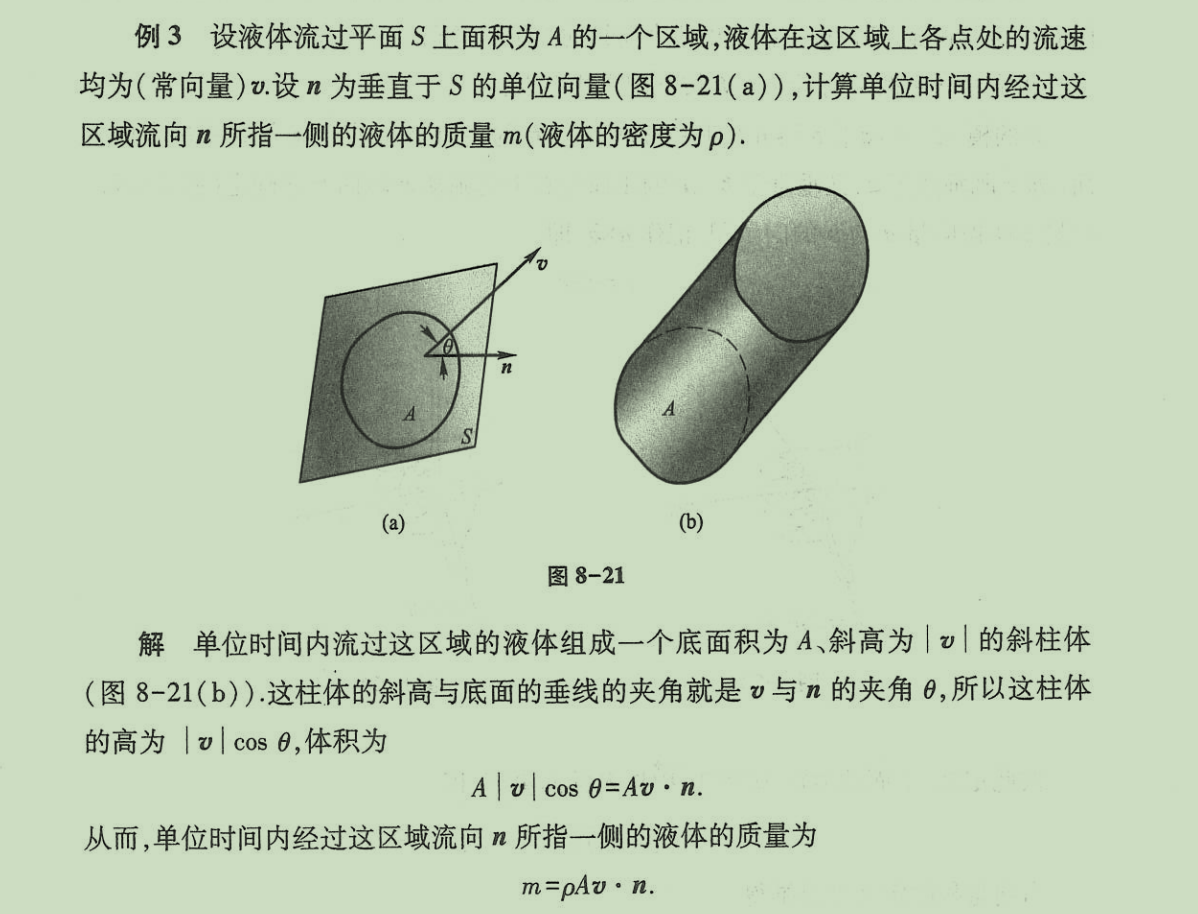 例 3 设液体流过平面 S 上面积为 A 的一个区域,液体在这区域上各点处的流速
均为(常向量)v.设 n 为垂直于 S 的单位向量(图 8-21(a)),计算单位时间内经过这
区域流向 n 所指一侧的液体的质量 m(液体的密度为 ρ).
v
θ
n
A
S
A
(a)
(b)
图 8-21
解 单位时间内流过这区域的液体组成一个底面积为 A、斜高为 |v| 的斜柱体
(图 8-21(b)).这柱体的斜高与底面的垂线的夹角就是 v 与 n 的夹角 θ,所以这柱体
的高为 |v|cos θ,体积为
A|v|cos θ=Av·n.
从而,单位时间内经过这区域流向 n 所指一侧的液体的质量为
m=ρAv·n.